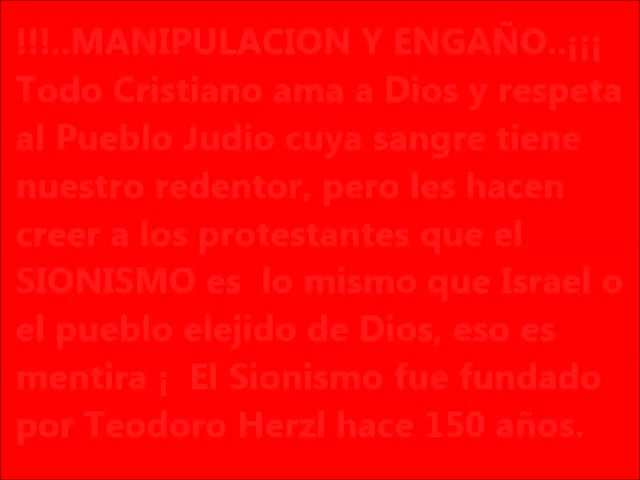 !!!..MANIPULACION Y ENGAÑO..¡¡¡
Todo Cristiano ama a Dios y respeta
al Pueblo Judio cuya sangre tiene
nuestro redentor, pero les hacen
creer a los protestantes que el
SIONISMO es  lo mismo que Israel o
el pueblo elejido de Dios, eso es
mentira ¡  El Sionismo fue fundado
por Teodoro Herzl hace 150 años.